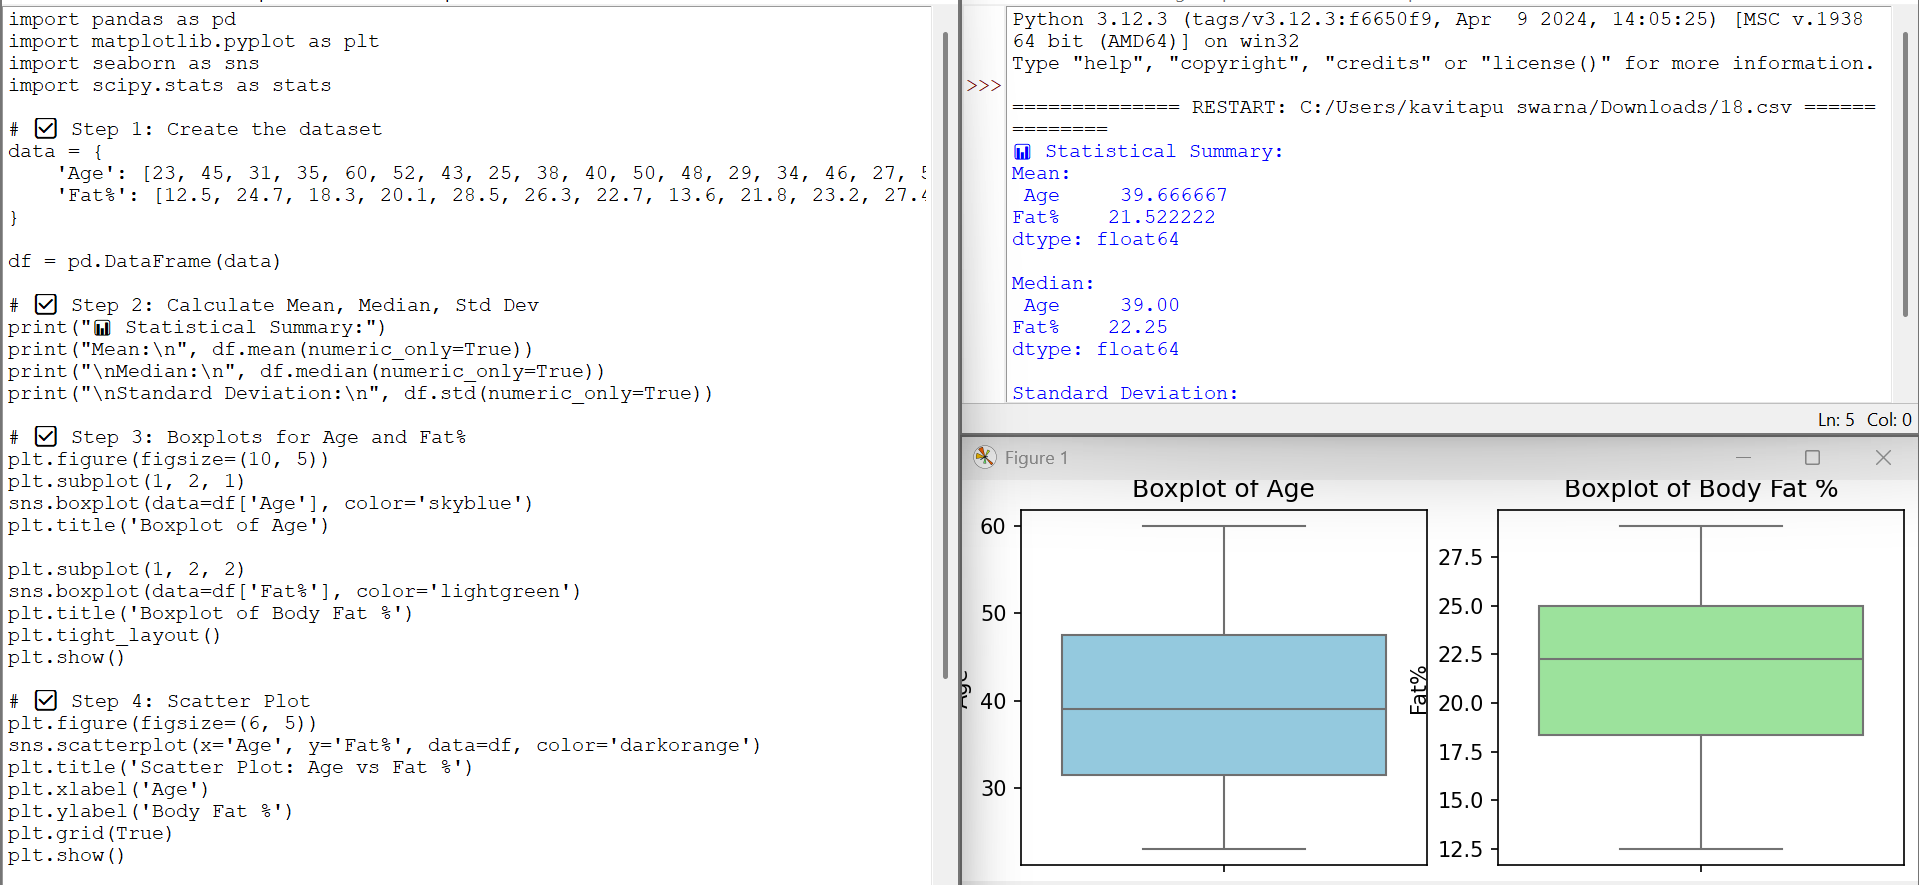 import pandas as pd
import matplotlib.pyplot as plt
import seaborn as sns
import scipy.stats as stats
# ☑ Step 1: Create the dataset
data = {
    'Age': [23, 45, 31, 35, 60, 52, 43, 25, 38, 40, 50, 48, 29, 34, 46, 27,
    'Fat%': [12.5, 24.7, 18.3, 20.1, 28.5, 26.3, 22.7, 13.6, 21.8, 23.2, 27.4
}
df = pd.DataFrame(data)
# ☑ Step 2: Calculate Mean, Median, Std Dev
print("📊 Statistical Summary:")
print("Mean:\n", df.mean(numeric_only=True))
print("\nMedian:\n", df.median(numeric_only=True))
print("\nStandard Deviation:\n", df.std(numeric_only=True))
# ☑ Step 3: Boxplots for Age and Fat%
plt.figure(figsize=(10, 5))
plt.subplot(1, 2, 1)
sns.boxplot(data=df['Age'], color='skyblue')
plt.title('Boxplot of Age')
plt.subplot(1, 2, 2)
sns.boxplot(data=df['Fat%'], color='lightgreen')
plt.title('Boxplot of Body Fat %')
plt.tight_layout()
plt.show()
# ☑ Step 4: Scatter Plot
plt.figure(figsize=(6, 5))
sns.scatterplot(x='Age', y='Fat%', data=df, color='darkorange')
plt.title('Scatter Plot: Age vs Fat %')
plt.xlabel('Age')
plt.ylabel('Body Fat %')
plt.grid(True)
plt.show()
Python 3.12.3 (tags/v3.12.3:f6650f9, Apr  9 2024, 14:05:25) [MSC v.1938
64 bit (AMD64)] on win32
Type "help", "copyright", "credits" or "license()" for more information.
>>>
============== RESTART: C:/Users/kavitapu swarna/Downloads/18.csv ======
========
📊 Statistical Summary:
Mean:
 Age     39.666667
Fat%    21.522222
dtype: float64
Median:
 Age     39.00
Fat%    22.25
dtype: float64
Standard Deviation:
Ln: 5  Col: 0
Figure 1
Boxplot of Age
60
50
40
30
Age
Boxplot of Body Fat %
27.5
25.0
22.5
20.0
17.5
15.0
12.5
Fat%